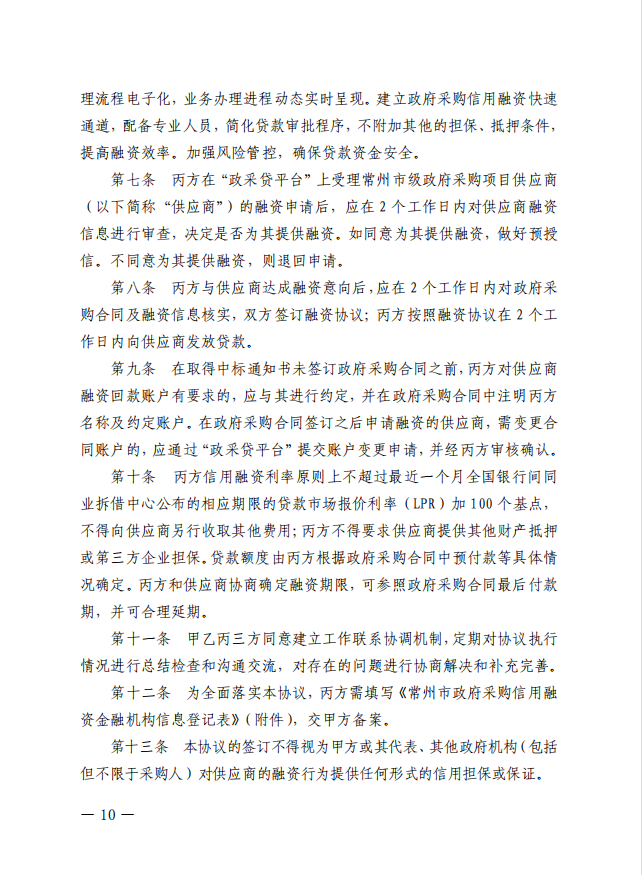 理流程电子化，业务办理进程动态实时呈现。建立政府采购信用融资快速
通道，配备专业人员，简化贷款审批程序，不附加其他的担保、抵押条件，
提高融资效率。加强风险管控，确保贷款资金安全。
第七条 丙方在“政采贷平台”上受理常州市级政府采购项目供应商
（以下简称“供应商”）的融资申请后，应在 2 个工作日内对供应商融资
信息进行审查，决定是否为其提供融资。如同意为其提供融资，做好预授
信。不同意为其提供融资，则退回申请。
第八条 丙方与供应商达成融资意向后，应在 2 个工作日内对政府采
购合同及融资信息核实，双方签订融资协议；丙方按照融资协议在 2 个工
作日内向供应商发放贷款。
第九条 在取得中标通知书未签订政府采购合同之前，丙方对供应商
融资回款账户有要求的，应与其进行约定，并在政府采购合同中注明丙方
名称及约定账户。在政府采购合同签订之后申请融资的供应商，需变更合
同账户的，应通过“政采贷平台”提交账户变更申请，并经丙方审核确认。
第十条 丙方信用融资利率原则上不超过最近一个月全国银行间同
业拆借中心公布的相应期限的贷款市场报价利率（LPR）加 100 个基点，
不得向供应商另行收取其他费用；丙方不得要求供应商提供其他财产抵押
或第三方企业担保。贷款额度由丙方根据政府采购合同中预付款等具体情
况确定。丙方和供应商协商确定融资期限，可参照政府采购合同最后付款
期，并可合理延期。
第十一条 甲乙丙三方同意建立工作联系协调机制，定期对协议执行
情况进行总结检查和沟通交流，对存在的问题进行协商解决和补充完善。
第十二条 为全面落实本协议，丙方需填写《常州市政府采购信用融
资金融机构信息登记表》（附件），交甲方备案。
第十三条 本协议的签订不得视为甲方或其代表、其他政府机构（包括
但不限于采购人）对供应商的融资行为提供任何形式的信用担保或保证。
— 10 —